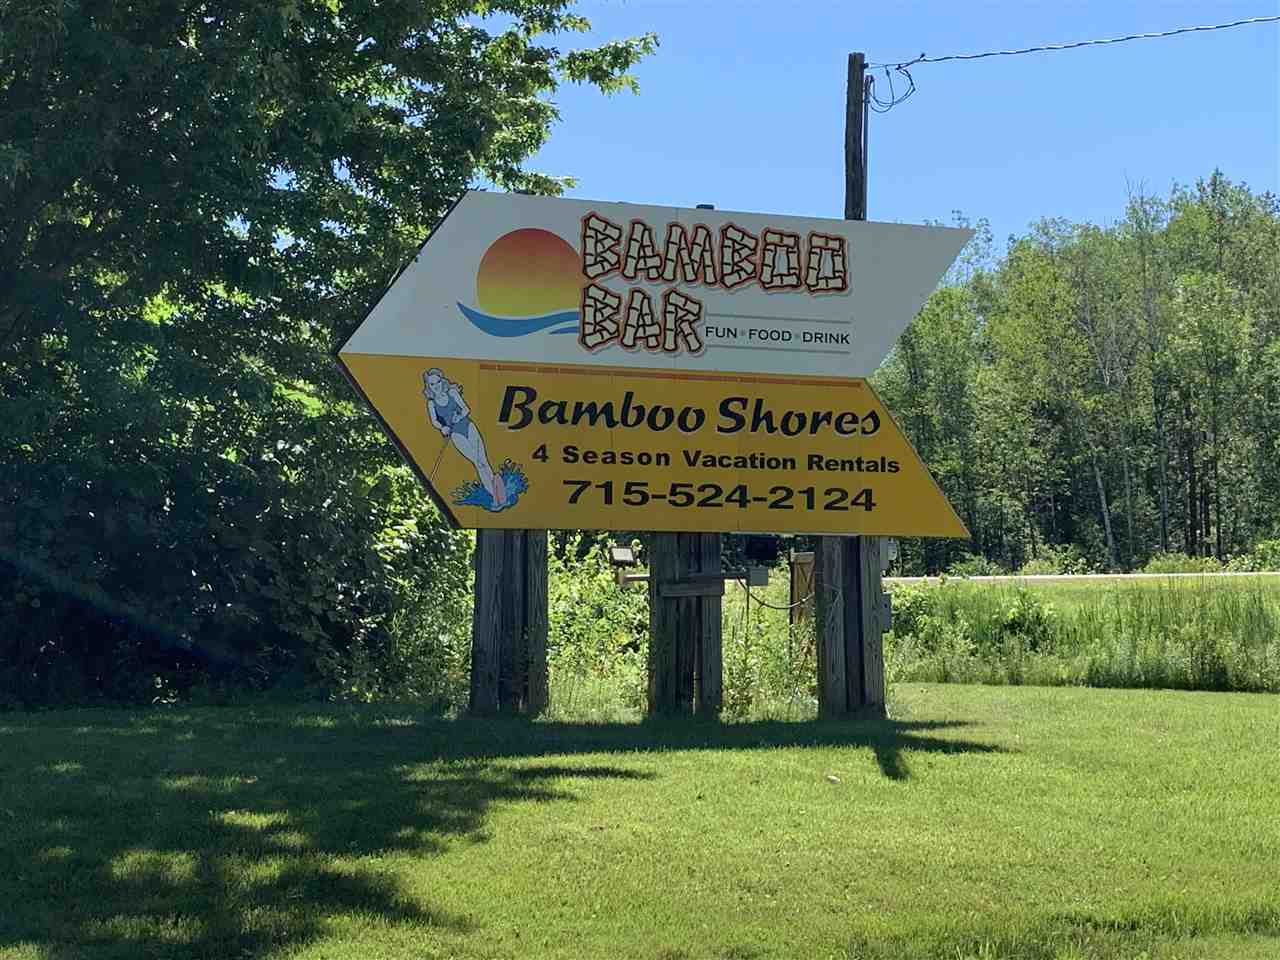 BAMBOO
BAR
FUN • FOOD • DRINK
Bamboo Shores
4 Season Vacation Rentals
715-524-2124